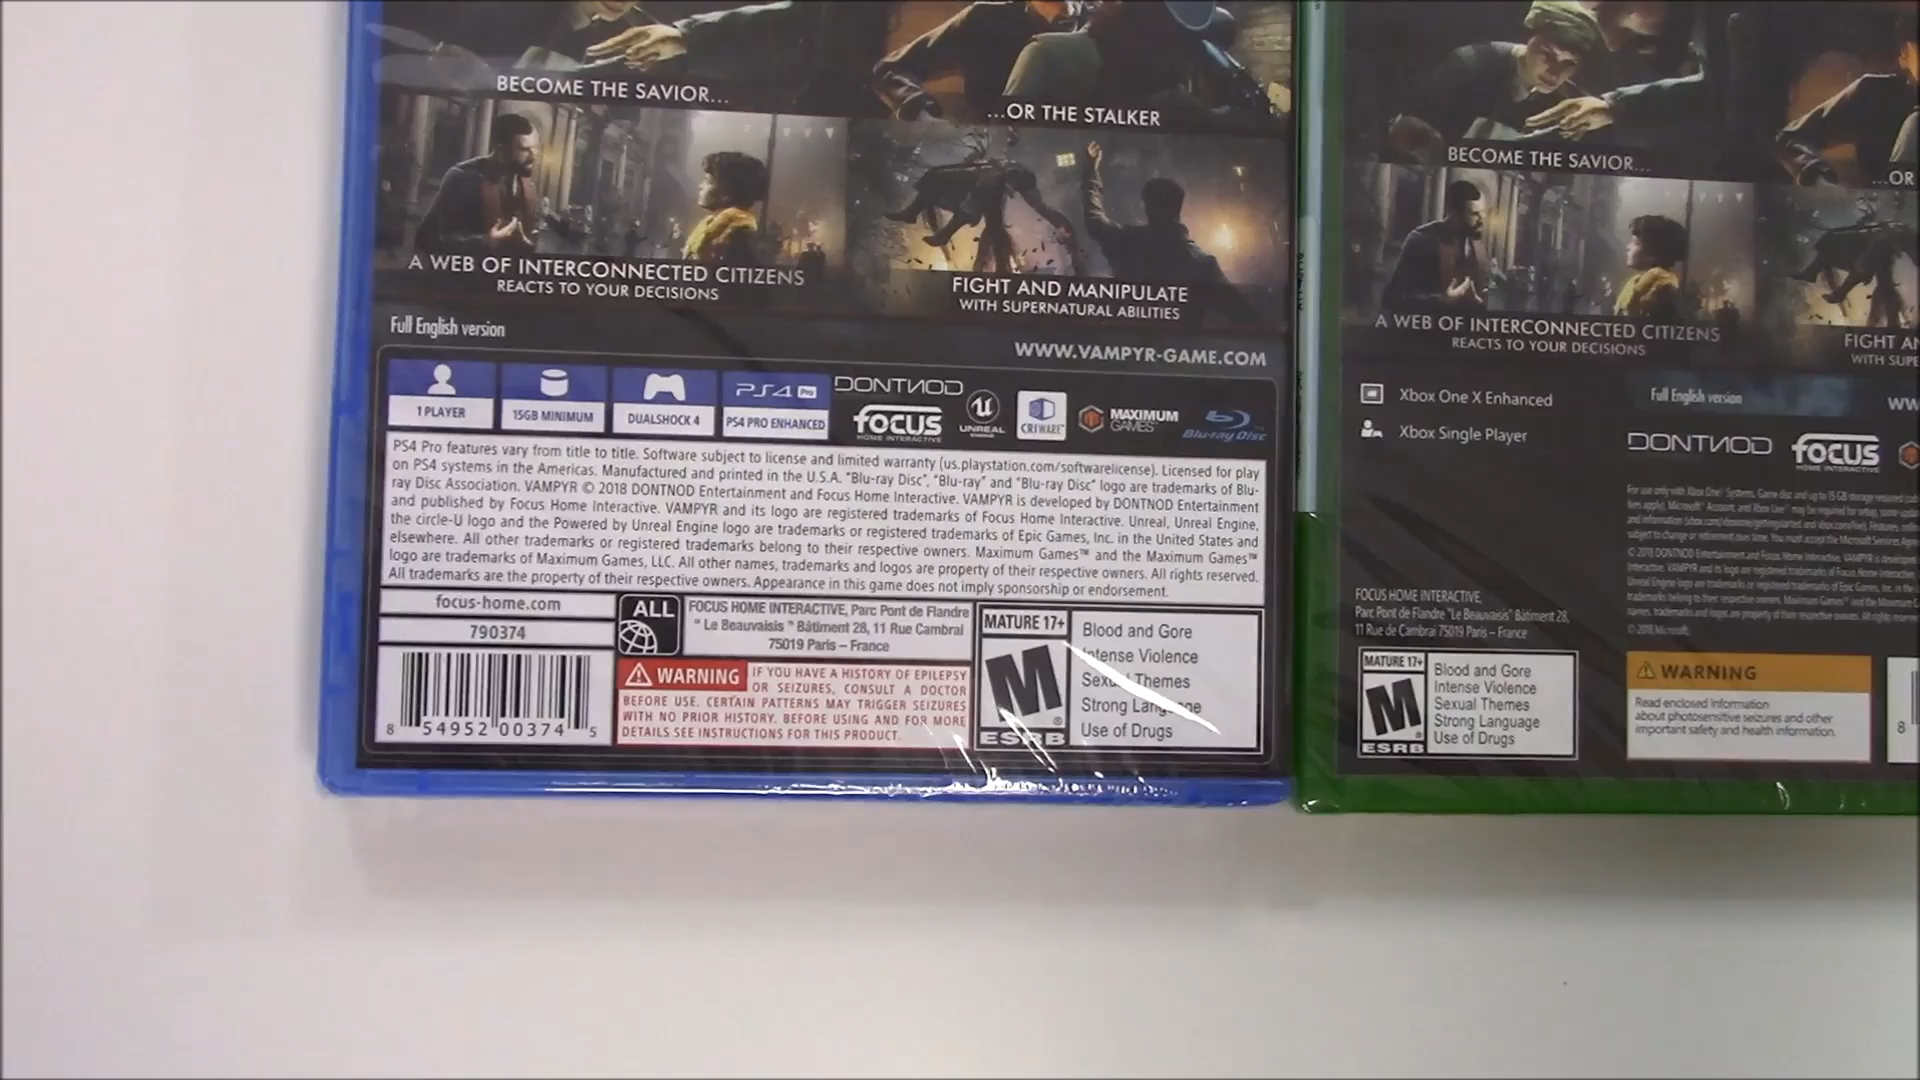 BECOME THE SAVIOR...
...OR THE STALKER
A WEB OF INTERCONNECTED CITIZENS
REACTS TO YOUR DECISIONS
FIGHT AND MANIPULATE
WITH SUPERNATURAL ABILITIES
Full English version
WWW.VAMPYR-GAME.COM
1 PLAYER
15GB MINIMUM
DUALSHOCK 4
PS4 Pro
PS4 PRO ENHANCED
DONTNOD
focus
HOME INTERACTIVE
UNREAL
ENGINE
CRIWARE
MAXIMUM
GAMES
Blu-ray Disc
PS4 Pro features vary from title to title. Software subject to license and limited warranty (us.playstation.com/softwarelicense). Licensed for play
on PS4 systems in the Americas. Manufactured and printed in the U.S.A. "Blu-ray Disc", "Blu-ray" and "Blu-ray Disc" logo are trademarks of Blu-
ray Disc Association. VAMPYR © 2018 DONTNOD Entertainment and Focus Home Interactive. VAMPYR is developed by DONTNOD Entertainment
and published by Focus Home Interactive. VAMPYR and its logo are registered trademarks of Focus Home Interactive. Unreal, Unreal Engine,
the circle-U logo and the Powered by Unreal Engine logo are trademarks or registered trademarks of Epic Games, Inc. in the United States and
elsewhere. All other trademarks or registered trademarks belong to their respective owners. Maximum Games™ and the Maximum Games™
logo are trademarks of Maximum Games, LLC. All other names, trademarks and logos are property of their respective owners. All rights reserved.
All trademarks are the property of their respective owners. Appearance in this game does not imply sponsorship or endorsement.
focus-home.com
790374
8 54952 00374 5
ALL
FOCUS HOME INTERACTIVE, Parc Pont de Flandre
" Le Beauvaisis " Bâtiment 28, 11 Rue Cambrai
75019 Paris – France
WARNING IF YOU HAVE A HISTORY OF EPILEPSY
OR SEIZURES, CONSULT A DOCTOR
BEFORE USE. CERTAIN PATTERNS MAY TRIGGER SEIZURES
WITH NO PRIOR HISTORY. BEFORE USING AND FOR MORE
DETAILS SEE INSTRUCTIONS FOR THIS PRODUCT.
MATURE 17+
M
ESRB
Blood and Gore
Intense Violence
Sexual Themes
Strong Language
Use of Drugs
BECOME THE SAVIOR...
...OR
A WEB OF INTERCONNECTED CITIZENS
REACTS TO YOUR DECISIONS
FIGHT AN
WITH SUPE
Xbox One X Enhanced
Xbox Single Player
Full English version
WW
DONTNOD
focus
HOME INTERACTIVE
FOCUS HOME INTERACTIVE,
Parc Pont de Flandre "Le Beauvaisis" Bâtiment 28,
11 Rue de Cambrai 75019 Paris – France
© 2018 Microsoft.
MATURE 17+
M
ESRB
Blood and Gore
Intense Violence
Sexual Themes
Strong Language
Use of Drugs
WARNING
Read enclosed information
about photosensitive seizures and other
important safety and health information.
8